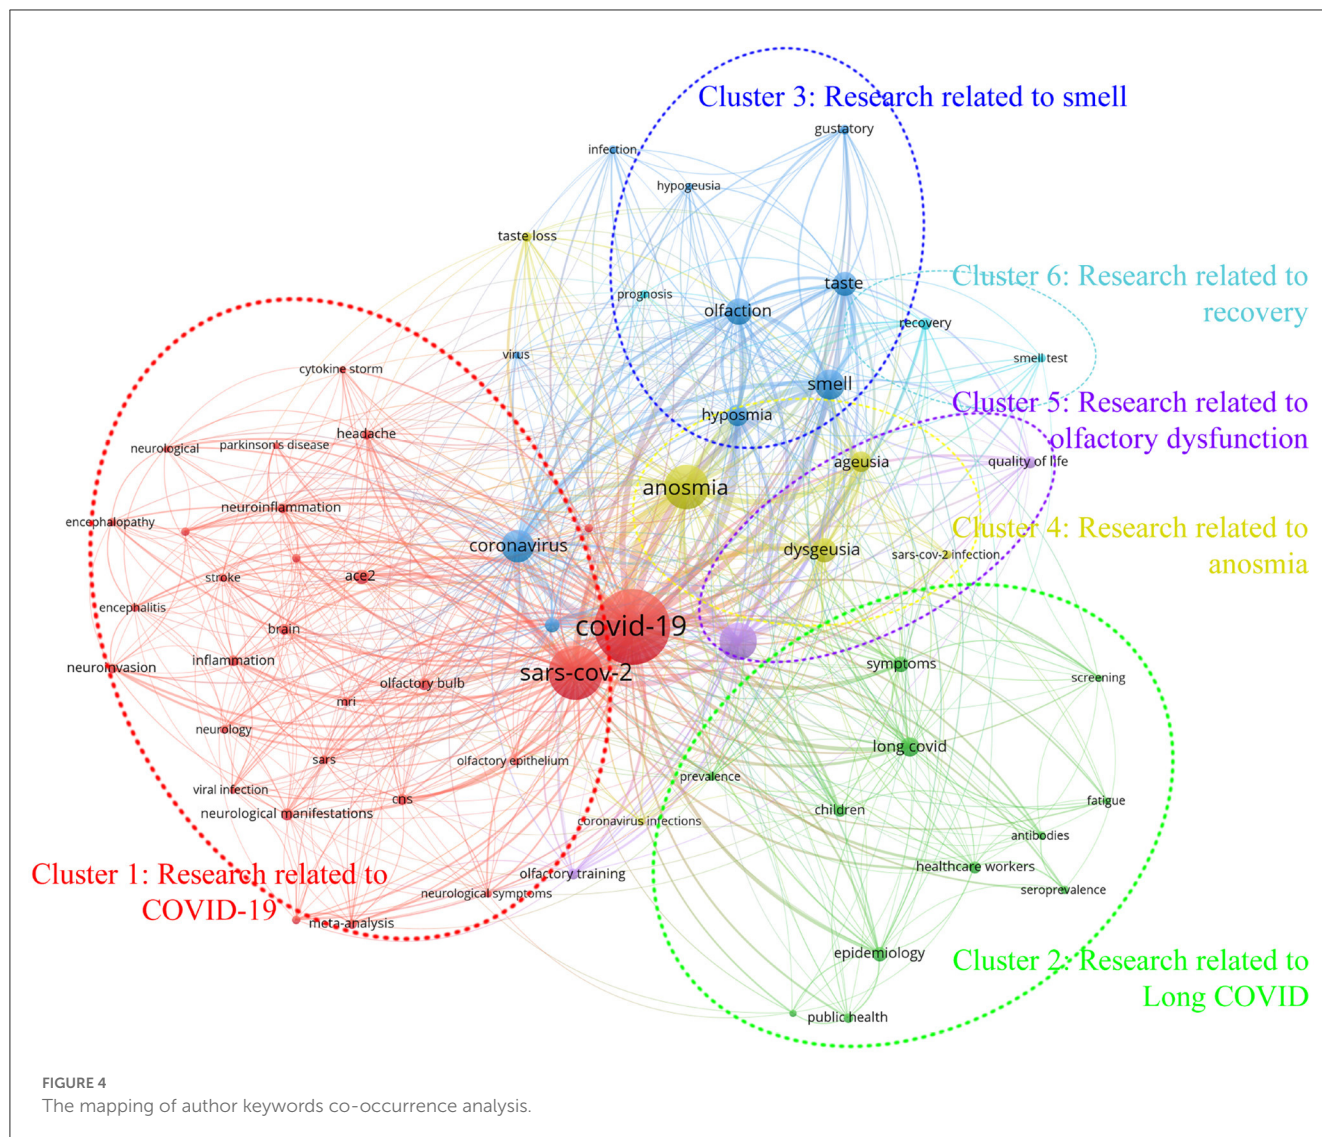 Cluster 3: Research related to smell
gustatory
infection
hypogeusia
taste loss
Cluster 6: Research related to
recovery
taste
prognosis
olfaction
recovery
virus
smell test
cytokine storm
smell
Cluster 5: Research related to
olfactory dysfunction
hyposmia
headache
parkinson's disease
neurological
ageusia
quality of life
anosmia
neuroinflammation
encephalopathy
Cluster 4: Research related to
anosmia
coronavirus
dysgeusia
sars-cov-2 infection
stroke
ace2
encephalitis
brain
covid-19
neuroinvasion
inflammation
sars-cov-2
symptoms
olfactory bulb
screening
mri
neurology
long covid
sars
olfactory epithelium
prevalence
viral infection
cns
neurological manifestations
children
fatigue
coronavirus infections
antibodies
healthcare workers
Cluster 1: Research related to
COVID-19
olfactory training
neurological symptoms
seroprevalence
meta-analysis
epidemiology
Cluster 2: Research related to
Long COVID
public health
FIGURE 4
The mapping of author keywords co-occurrence analysis.